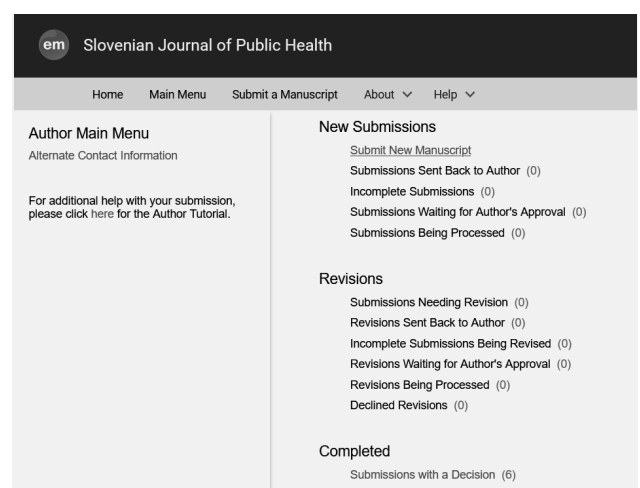 em Slovenian Journal of Public Health
Home Main Menu Submit a Manuscript About Help
Author Main Menu
Alternate Contact Information
For additional help with your submission,
please click here for the Author Tutorial.
New Submissions
Submit New Manuscript
Submissions Sent Back to Author (0)
Incomplete Submissions (0)
Submissions Waiting for Author's Approval (0)
Submissions Being Processed (0)
Revisions
Submissions Needing Revision (0)
Revisions Sent Back to Author (0)
Incomplete Submissions Being Revised (0)
Revisions Waiting for Author's Approval (0)
Revisions Being Processed (0)
Declined Revisions (0)
Completed
Submissions with a Decision (6)